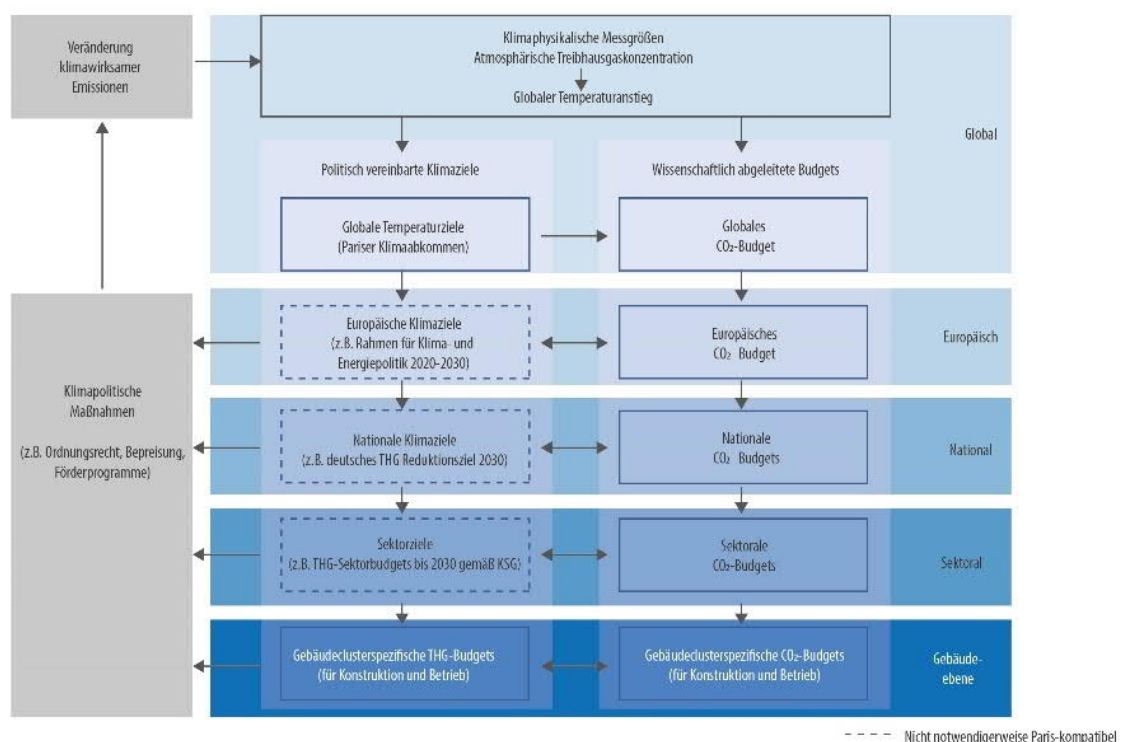 Veränderung
klimawirksamer
Emissionen
Klimaphysikalische Messgrößen
Atmosphärische Treibhausgaskonzentration
Globaler Temperaturanstieg
Global
Politisch vereinbarte Klimaziele
Wissenschaftlich abgeleitete Budgets
Globale Temperaturziele
(Pariser Klimaabkommen)
Globales
CO₂-Budget
Europäische Klimaziele
(z.B. Rahmen für Klima- und
Energiepolitik 2020-2030)
Europäisches
CO₂ Budget
Europäisch
Klimapolitische
Maßnahmen
(z.B. Ordnungsrecht, Bepreisung,
Förderprogramme)
Nationale Klimaziele
(z.B. deutsches THG Reduktionsziel 2030)
Nationale
CO₂ Budgets
National
Sektorziele
(z.B. THG-Sektorbudgets bis 2030 gemäß KSG)
Sektorale
CO₂-Budgets
Sektoral
Gebäudeclusterspezifische THG-Budgets
(für Konstruktion und Betrieb)
Gebäudeclusterspezifische CO₂-Budgets
(für Konstruktion und Betrieb)
Gebäude-
ebene
Nicht notwendigerweise Paris-kompatibel